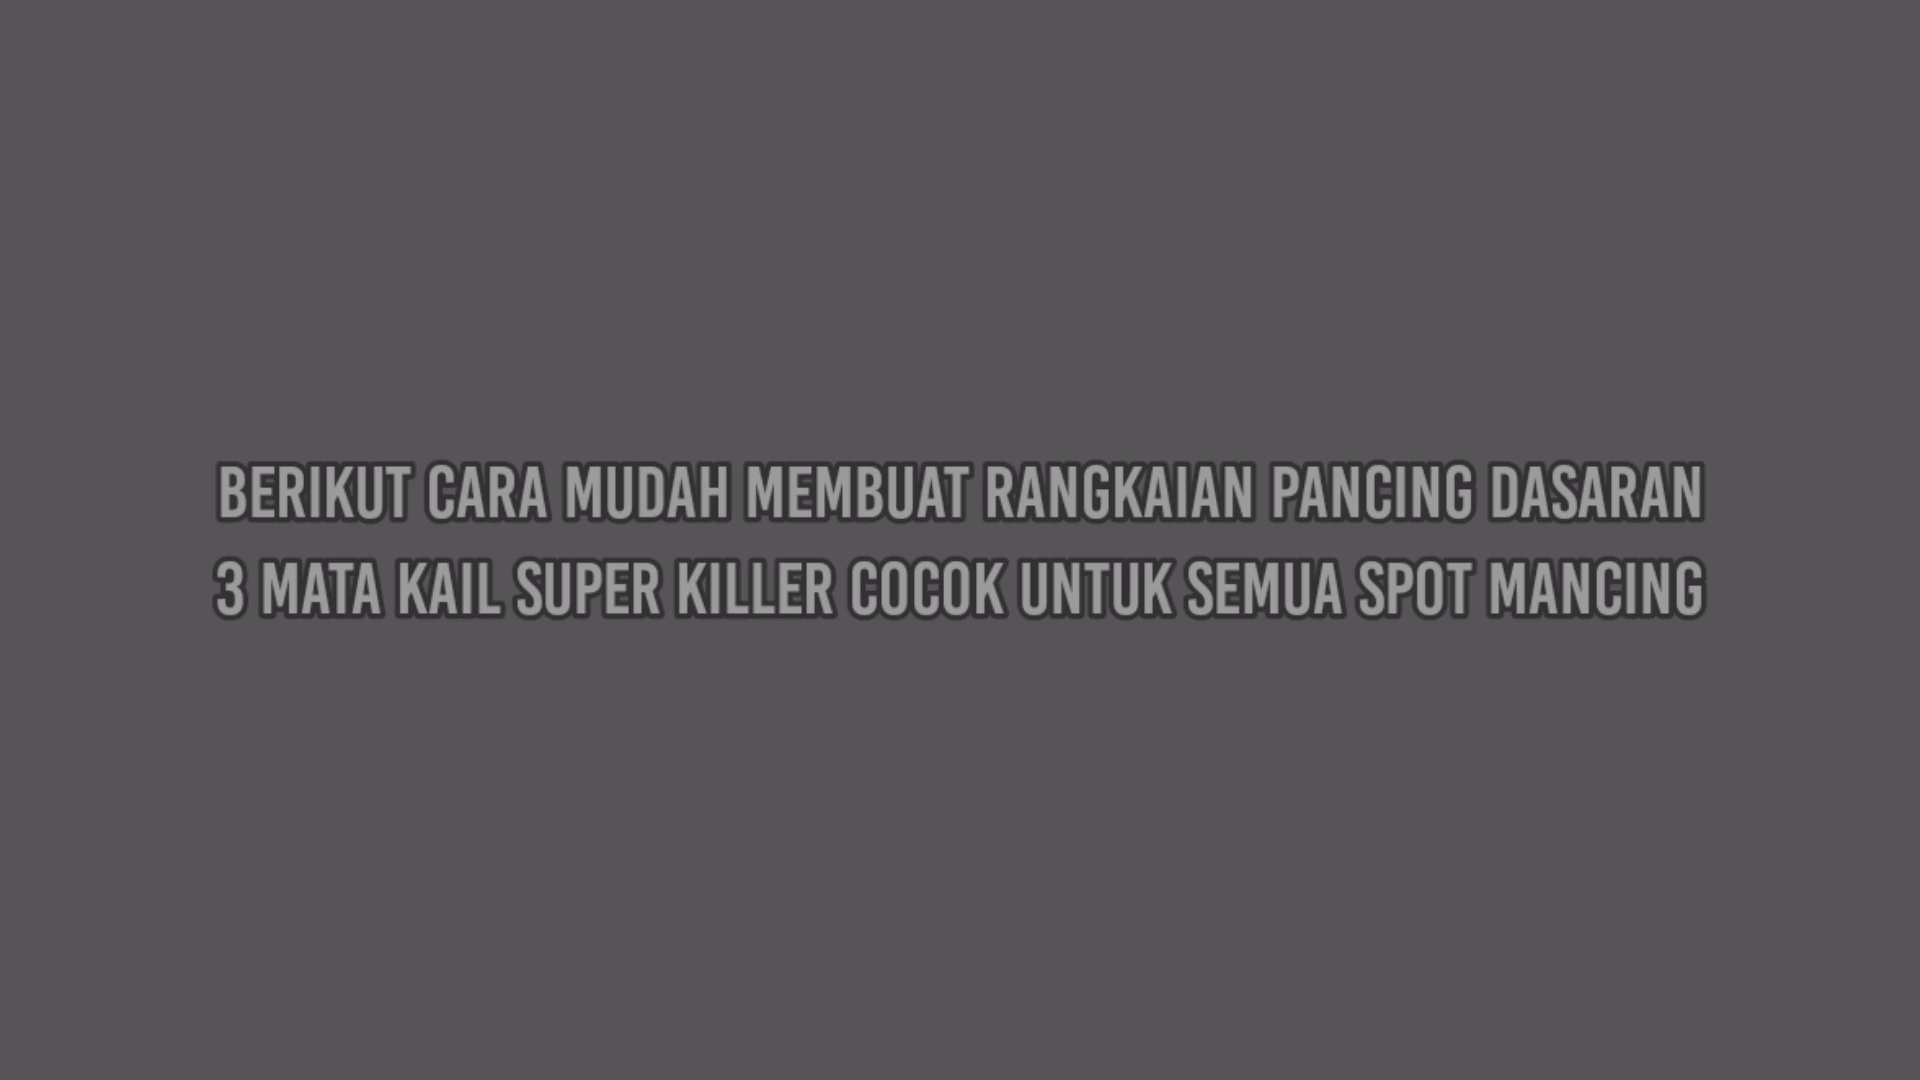 BERIKUT CARA MUDAH MEMBUAT RANGKAIAN PANCING DASARAN
3 MATA KAIL SUPER KILLER COCOK UNTUK SEMUA SPOT MANCING